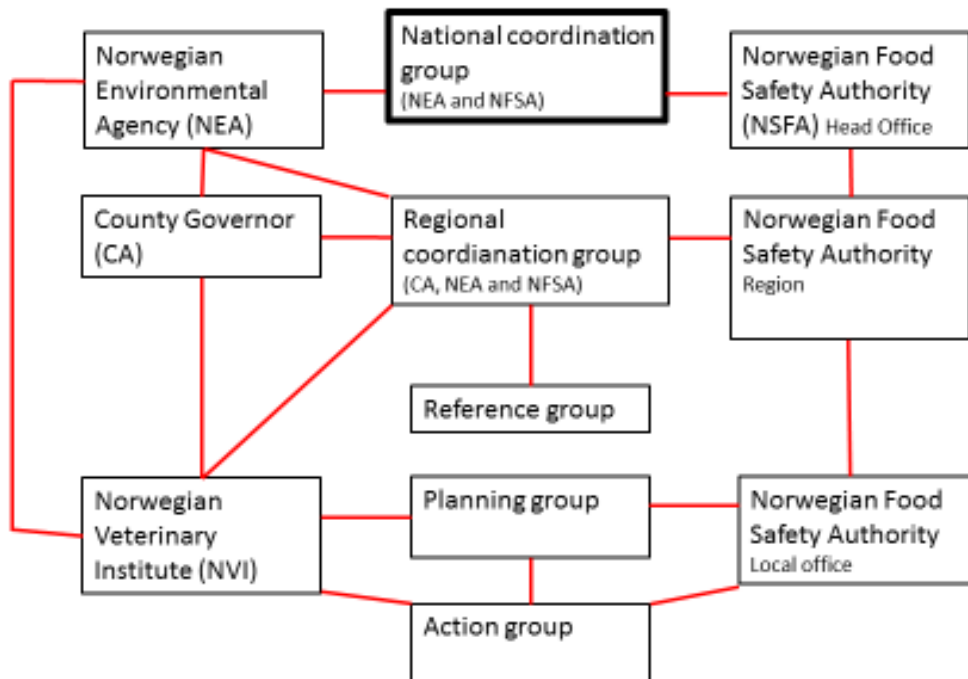 Norwegian
Environmental
Agency (NEA)
National coordination
group
(NEA and NFSA)
Norwegian Food
Safety Authority
(NSFA) Head Office
County Governor
(CA)
Regional
coordianation group
(CA, NEA and NFSA)
Norwegian Food
Safety Authority
Region
Reference group
Norwegian
Veterinary
Institute (NVI)
Planning group
Norwegian Food
Safety Authority
Local office
Action group